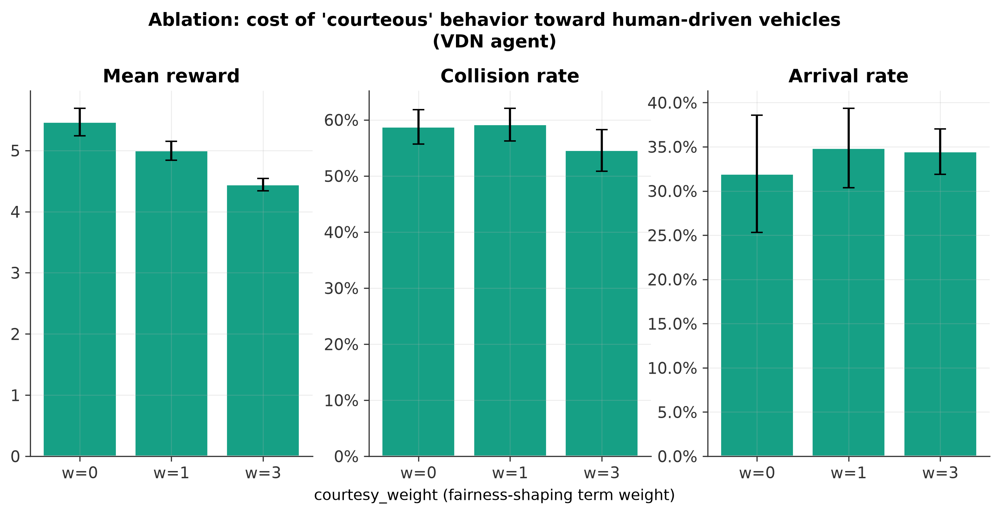 Ablation: cost of 'courteous' behavior toward human-driven vehicles
(VDN agent)
Mean reward
5
4
3
2
1
0
w=0 w=1 w=3
Collision rate
60%
50%
40%
30%
20%
10%
0%
w=0 w=1 w=3
Arrival rate
40.0%
35.0%
30.0%
25.0%
20.0%
15.0%
10.0%
5.0%
0.0%
w=0 w=1 w=3
courtesy_weight (fairness-shaping term weight)